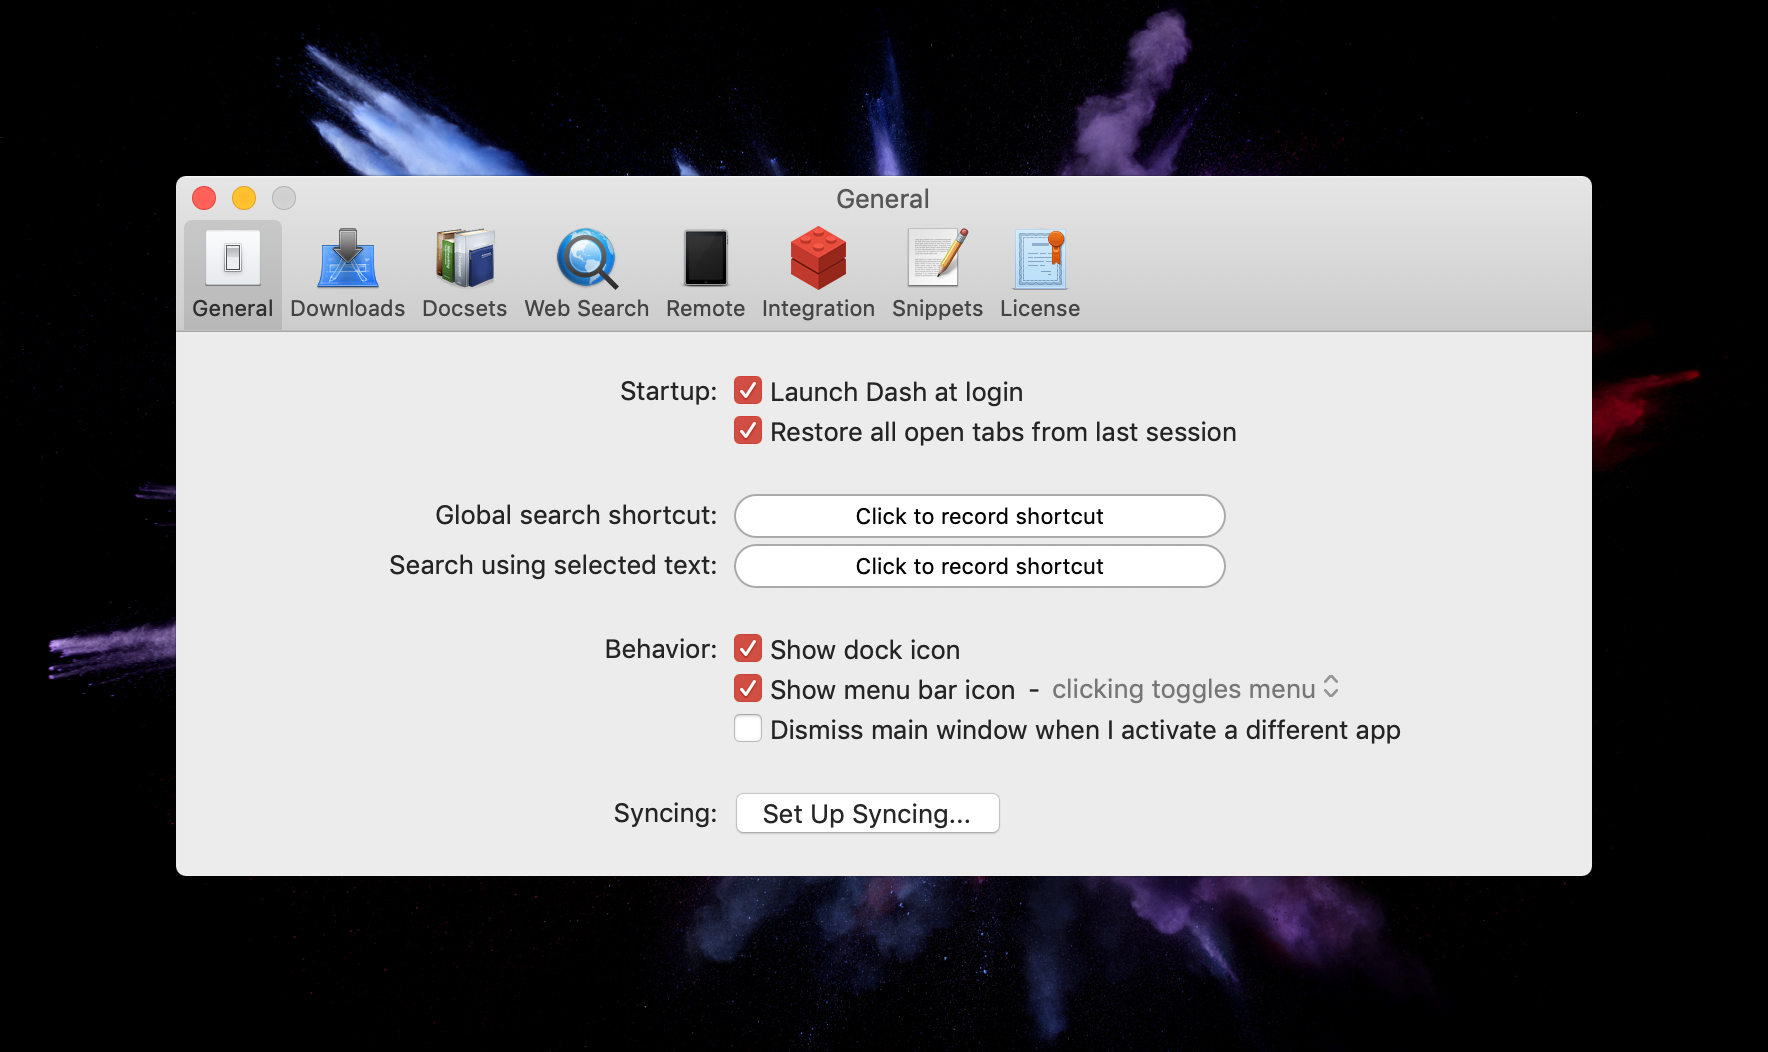 General
General Downloads Docsets Web Search Remote Integration Snippets License
Startup: Launch Dash at login
Restore all open tabs from last session
Global search shortcut: Click to record shortcut
Search using selected text: Click to record shortcut
Behavior: Show dock icon
Show menu bar icon - clicking toggles menu
Dismiss main window when I activate a different app
Syncing: Set Up Syncing...